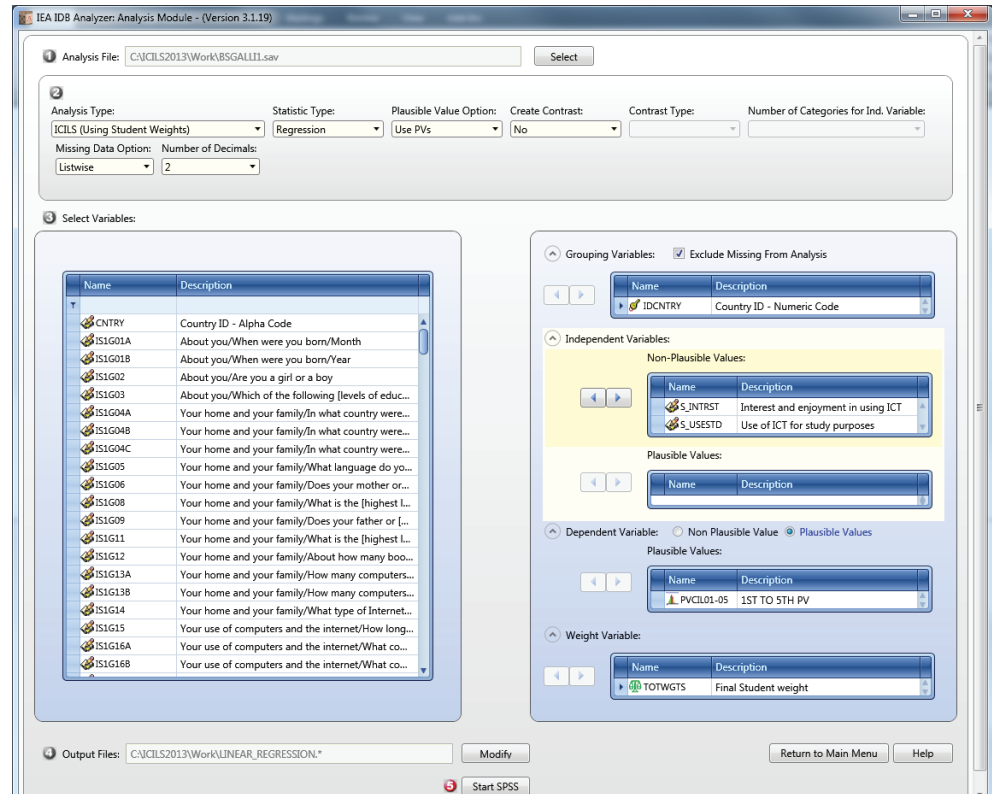 IEA IDB Analyzer: Analysis Module - (Version 3.1.19)
1 Analysis File: C:\ICILS2013\Work\BSGALLI1.sav Select
2
Analysis Type: Statistic Type: Plausible Value Option: Create Contrast: Contrast Type: Number of Categories for Ind. Variable:
ICILS (Using Student Weights) Regression Use PVs No
Missing Data Option: Number of Decimals:
Listwise 2
3 Select Variables:
Name Description
CNTRY Country ID - Alpha Code
IS1G01A About you/When were you born/Month
IS1G01B About you/When were you born/Year
IS1G02 About you/Are you a girl or a boy
IS1G03 About you/Which of the following [levels of educ...
IS1G04A Your home and your family/In what country were...
IS1G04B Your home and your family/In what country were...
IS1G04C Your home and your family/In what country were...
IS1G05 Your home and your family/What language do yo...
IS1G06 Your home and your family/Does your mother or...
IS1G08 Your home and your family/What is the [highest l...
IS1G09 Your home and your family/Does your father or [...
IS1G11 Your home and your family/What is the [highest l...
IS1G12 Your home and your family/About how many boo...
IS1G13A Your home and your family/How many computers...
IS1G13B Your home and your family/How many computers...
IS1G14 Your home and your family/What type of Internet...
IS1G15 Your use of computers and the internet/How long...
IS1G16A Your use of computers and the internet/What co...
IS1G16B Your use of computers and the internet/What co...
Grouping Variables: Exclude Missing From Analysis
Name Description
IDCNTRY Country ID - Numeric Code
Independent Variables:
Non-Plausible Values:
Name Description
S_INTRST Interest and enjoyment in using ICT
S_USESTD Use of ICT for study purposes
Plausible Values:
Name Description
Dependent Variable: Non Plausible Value Plausible Values
Plausible Values:
Name Description
PVCIL01-05 1ST TO 5TH PV
Weight Variable:
Name Description
TOTWGTS Final Student weight
4 Output Files: C:\ICILS2013\Work\LINEAR_REGRESSION.* Modify Return to Main Menu Help
5 Start SPSS